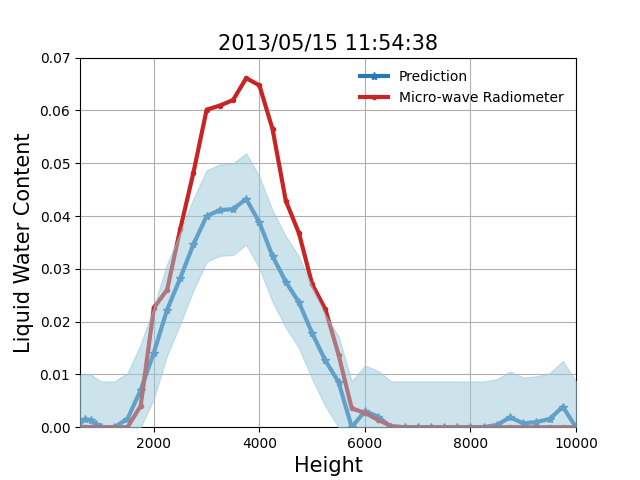 2013/05/15 11:54:38
Prediction
Micro-wave Radiometer
Liquid Water Content
0.07
0.06
0.05
0.04
0.03
0.02
0.01
0.00
2000 4000 6000 8000 10000
Height